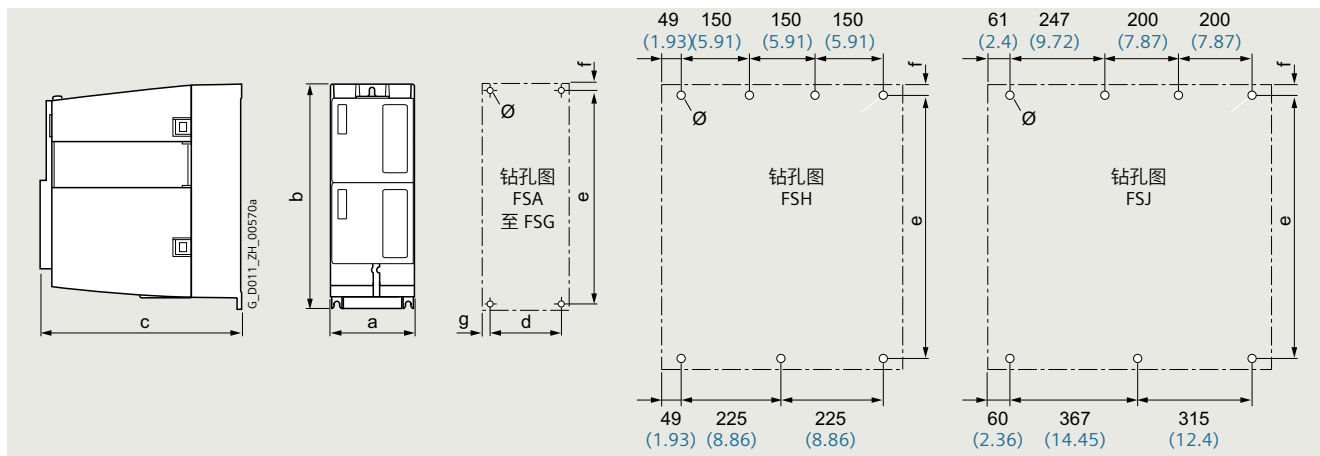 49 150 150 150
(1.93)(5.91) (5.91) (5.91)
61 247 200 200
(2.4) (9.72) (7.87) (7.87)
f
f
f
Ø
Ø
Ø
b
G_D011_ZH_00570a
钻孔图
FSA
至 FSG
e
钻孔图
FSH
e
钻孔图
FSJ
e
c
a
g
d
49 225 225
(1.93) (8.86) (8.86)
60 367 315
(2.36) (14.45) (12.4)